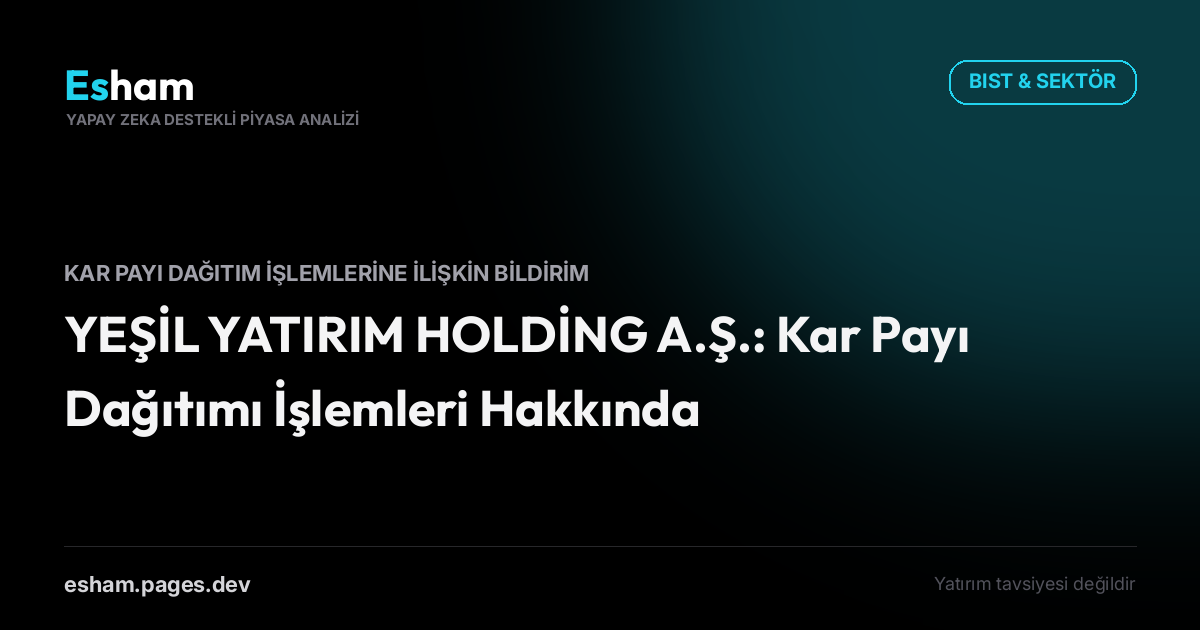 Esham
BIST & SEKTÖR
YAPAY ZEKA DESTEKLİ PİYASA ANALİZİ
KAR PAYI DAĞITIM İŞLEMLERİNE İLİŞKİN BİLDİRİM
YEŞİL YATIRIM HOLDİNG A.Ş.: Kar Payı
Dağıtımı İşlemleri Hakkında
esham.pages.dev
Yatırım tavsiyesi değildir